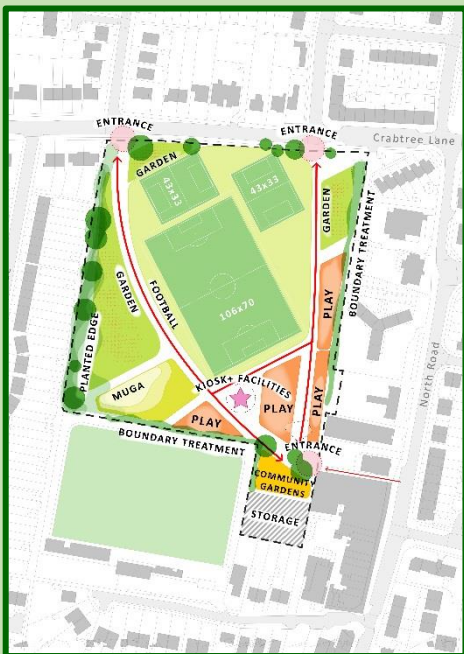 ENTRANCE
ENTRANCE
Crabtree Lane
GARDEN
43x33
43x33
GARDEN
BOUNDARY TREATMENT
GARDEN
FOOTBALL
PLAY
106x70
PLANTED EDGE
North Road
MUGA
KIOSK+ FACILITIES
PLAY
PLAY
PLAY
BOUNDARY TREATMENT
ENTRANCE
COMMUNITY
GARDENS
STORAGE